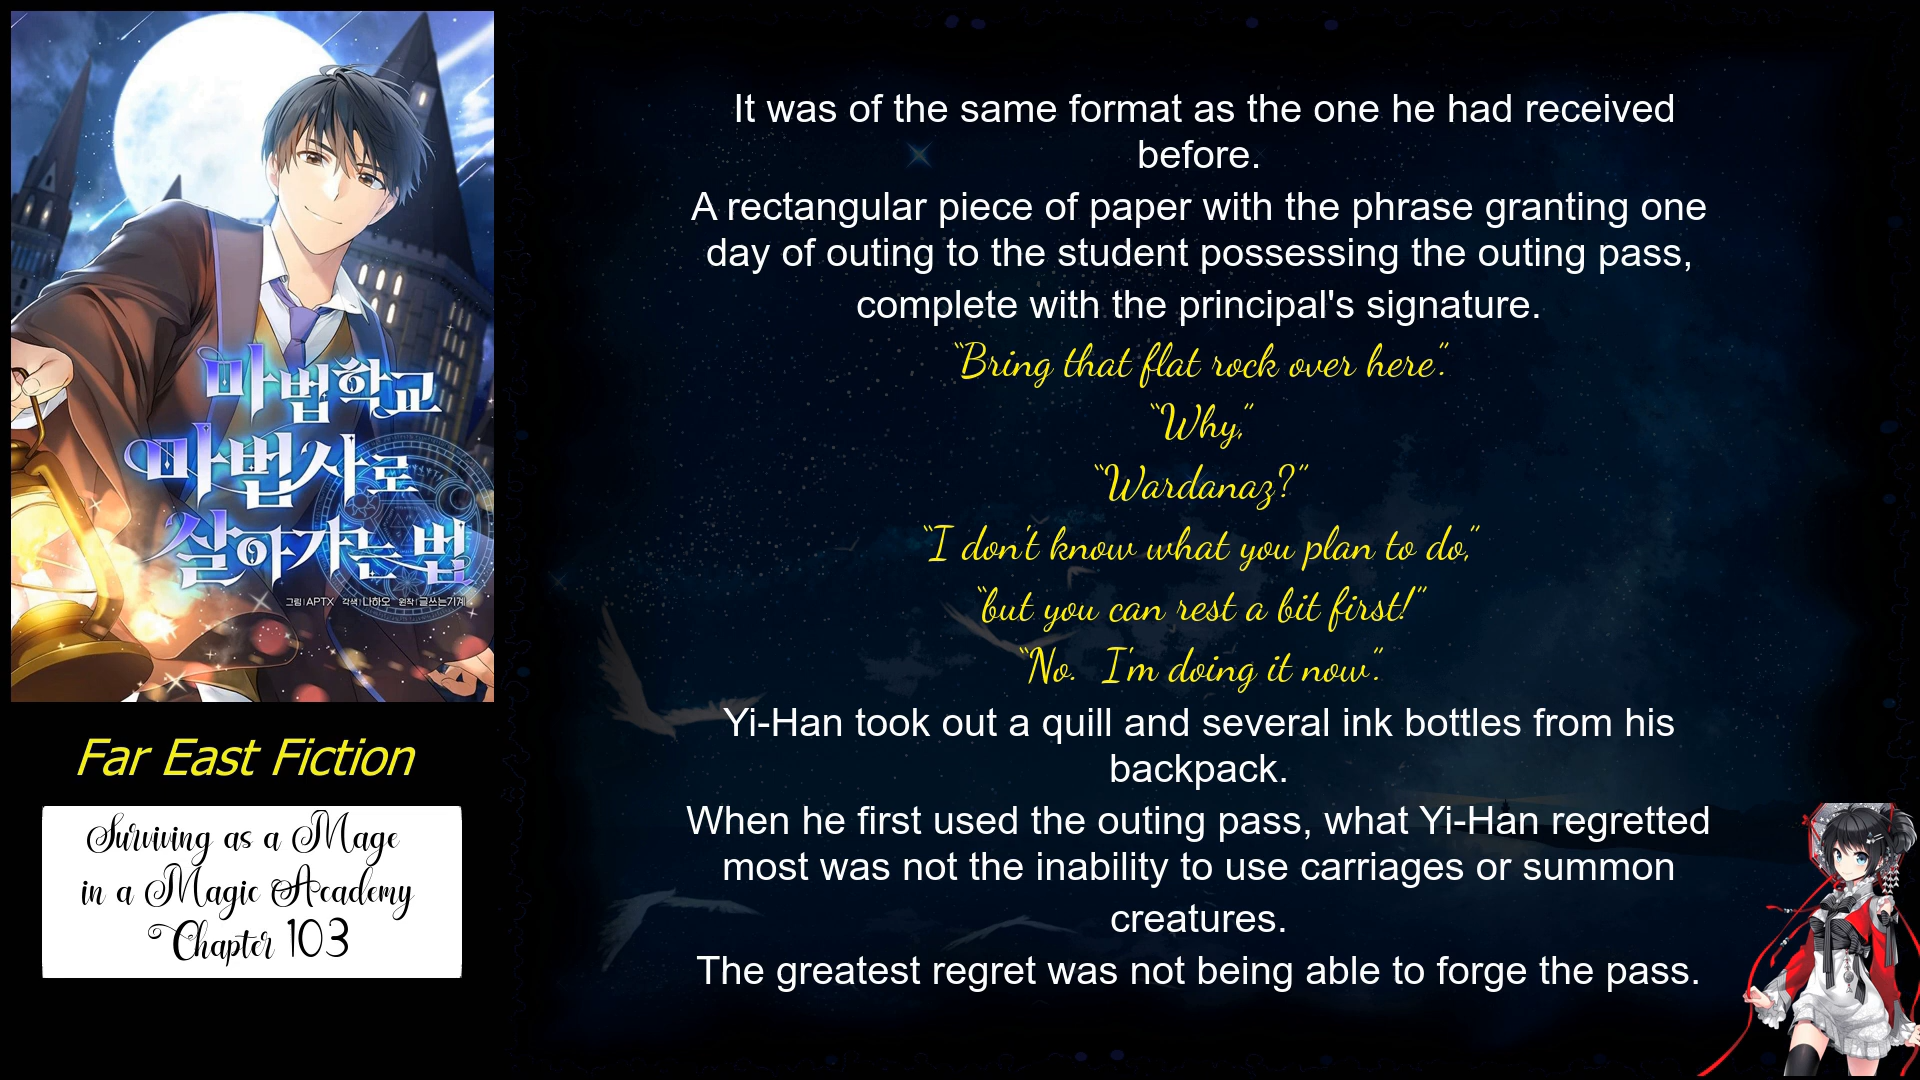 마법학교
마법사로
살아가는 법
그림 | APTX 각색 | 나하오 원작 | 글쓰는기계
Far East Fiction
Surviving as a Mage
in a Magic Academy
Chapter 103
It was of the same format as the one he had received
before.
A rectangular piece of paper with the phrase granting one
day of outing to the student possessing the outing pass,
complete with the principal's signature.
“Bring that flat rock over here”.
“Why,”
“Wardanaz?”
“I don't know what you plan to do,”
“but you can rest a bit first!”
“No. I'm doing it now”.
Yi-Han took out a quill and several ink bottles from his
backpack.
When he first used the outing pass, what Yi-Han regretted
most was not the inability to use carriages or summon
creatures.
The greatest regret was not being able to forge the pass.